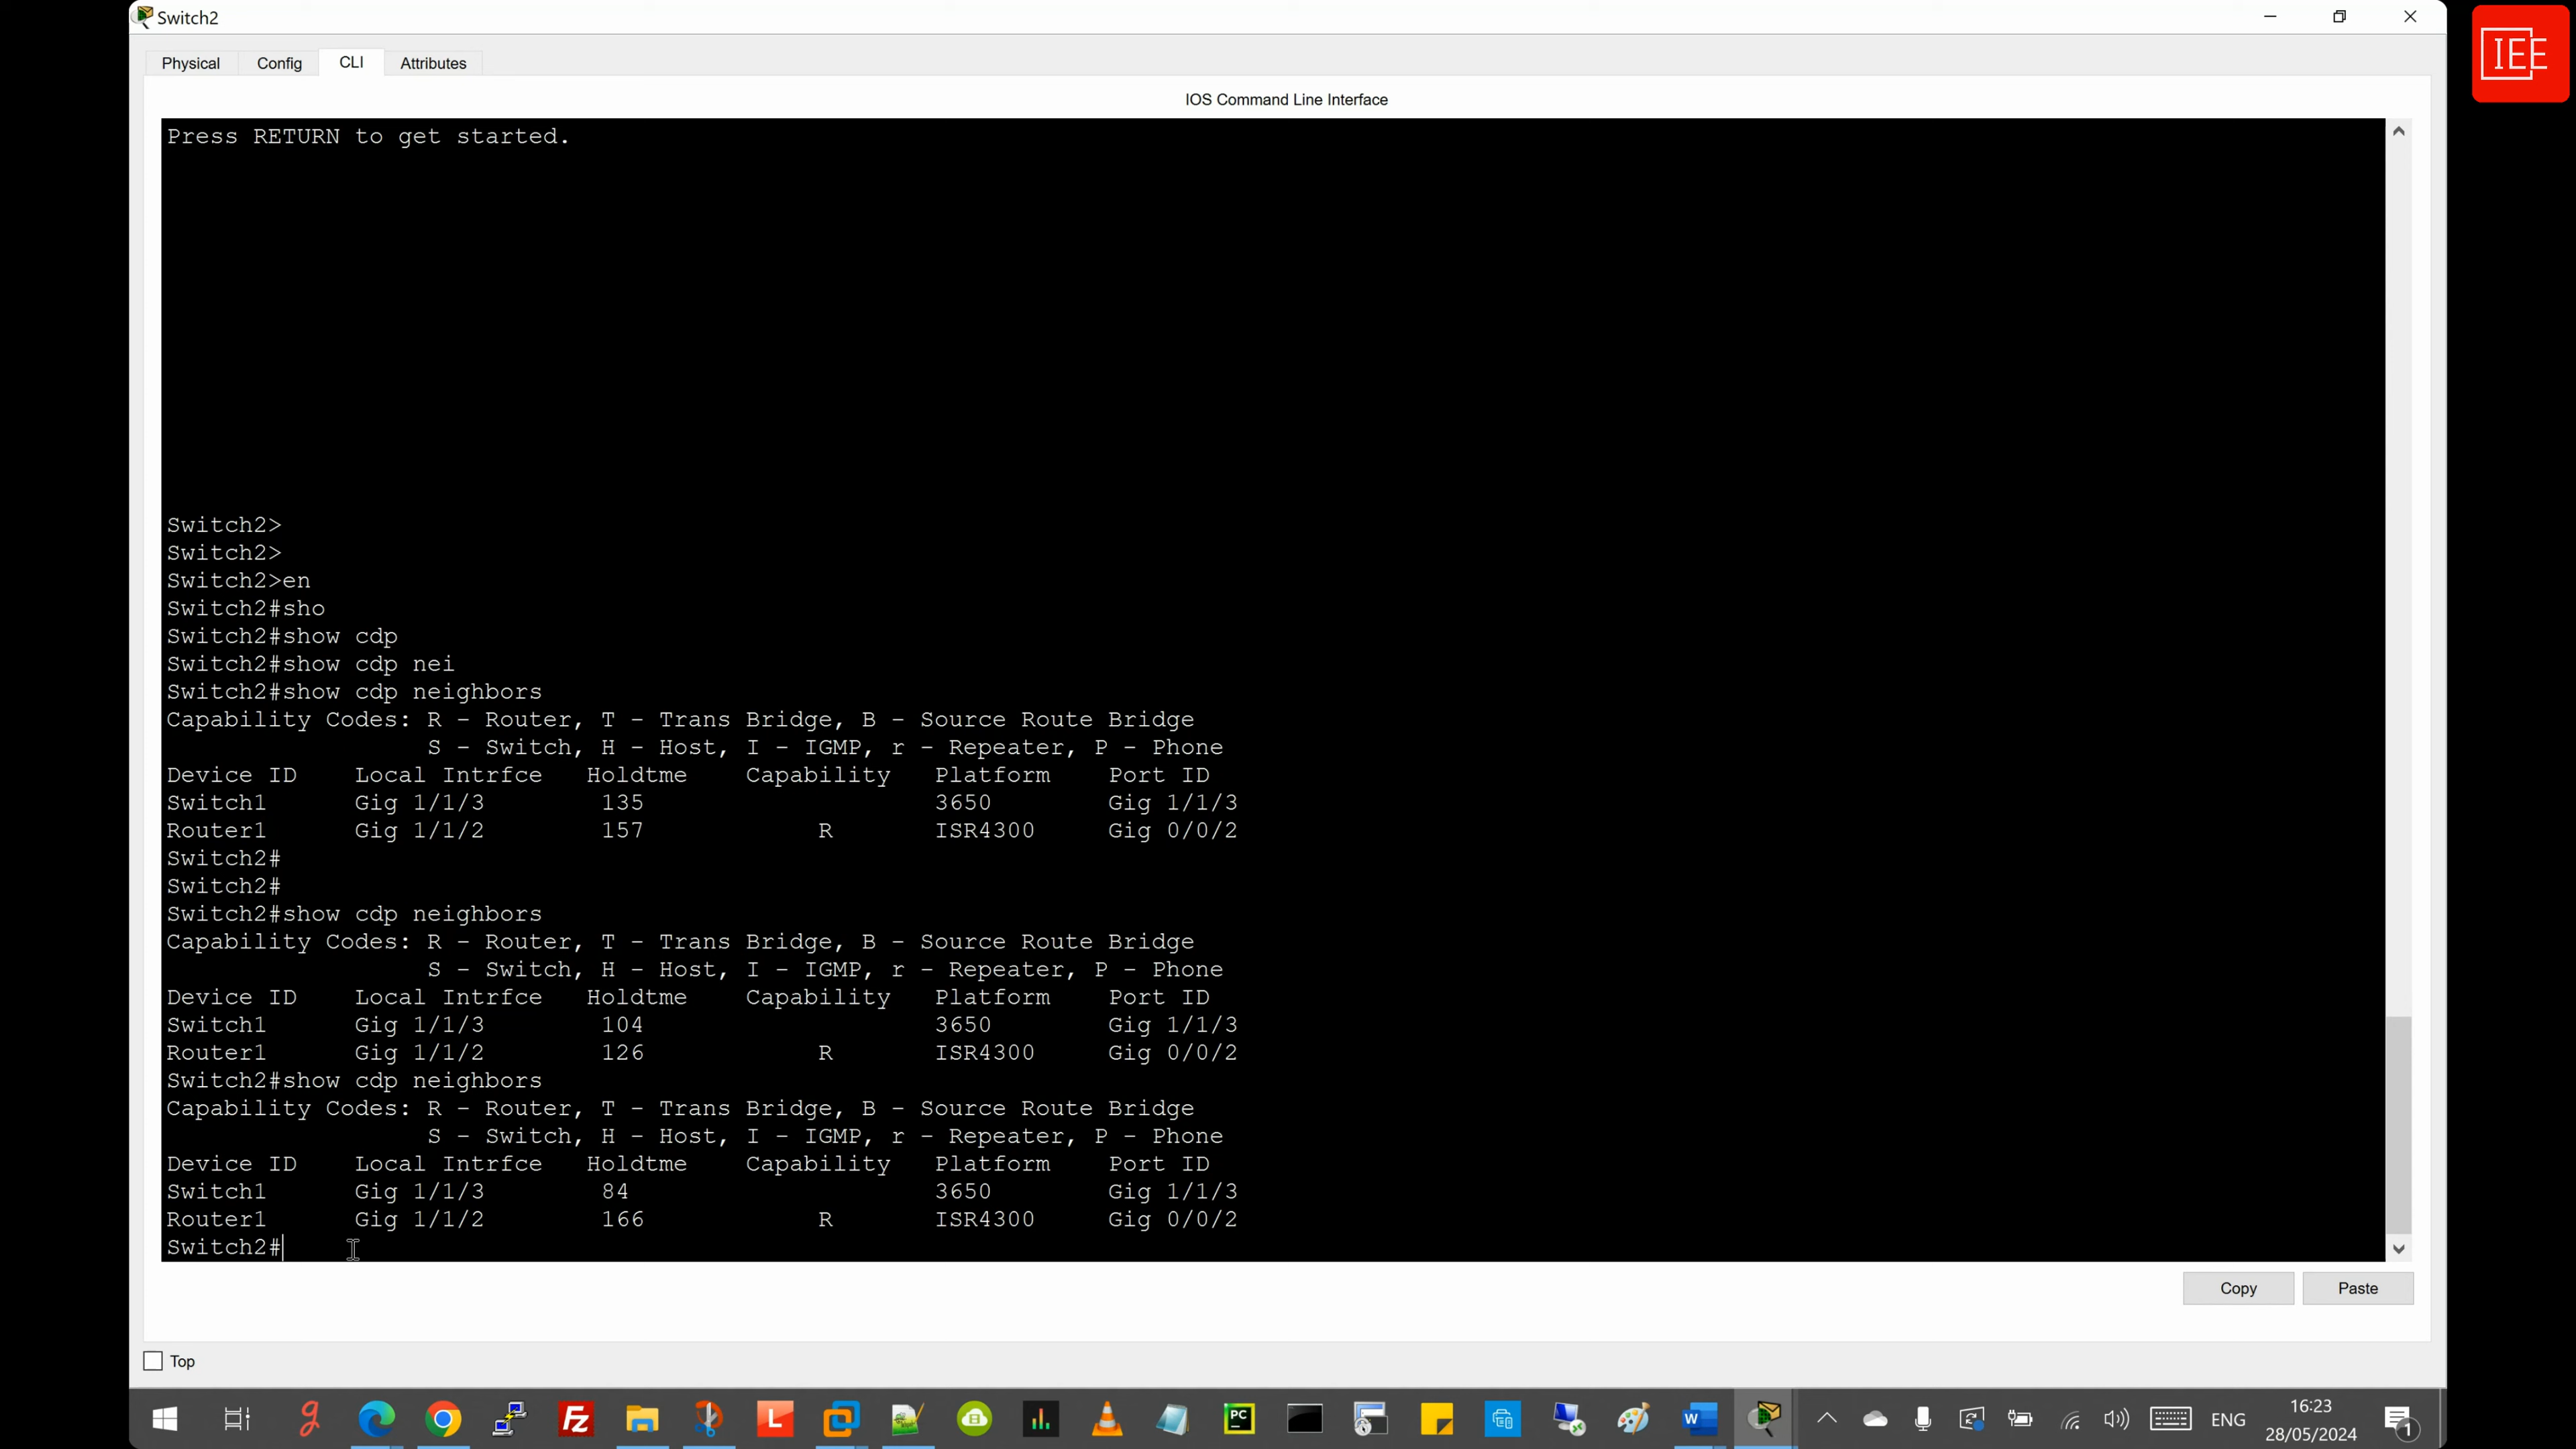 Switch2
IEE
Physical Config CLI Attributes
IOS Command Line Interface
Press RETURN to get started.
Switch2>
Switch2>
Switch2>en
Switch2#sho
Switch2#show cdp
Switch2#show cdp nei
Switch2#show cdp neighbors
Capability Codes: R - Router, T - Trans Bridge, B - Source Route Bridge
S - Switch, H - Host, I - IGMP, r - Repeater, P - Phone
Device ID Local Intrfce Holdtme Capability Platform Port ID
Switch1 Gig 1/1/3 135 3650 Gig 1/1/3
Router1 Gig 1/1/2 157 R ISR4300 Gig 0/0/2
Switch2#
Switch2#
Switch2#show cdp neighbors
Capability Codes: R - Router, T - Trans Bridge, B - Source Route Bridge
S - Switch, H - Host, I - IGMP, r - Repeater, P - Phone
Device ID Local Intrfce Holdtme Capability Platform Port ID
Switch1 Gig 1/1/3 104 3650 Gig 1/1/3
Router1 Gig 1/1/2 126 R ISR4300 Gig 0/0/2
Switch2#show cdp neighbors
Capability Codes: R - Router, T - Trans Bridge, B - Source Route Bridge
S - Switch, H - Host, I - IGMP, r - Repeater, P - Phone
Device ID Local Intrfce Holdtme Capability Platform Port ID
Switch1 Gig 1/1/3 84 3650 Gig 1/1/3
Router1 Gig 1/1/2 166 R ISR4300 Gig 0/0/2
Switch2#
Copy Paste
Top
g FZ L PC W ENG 16:23
28/05/2024 1